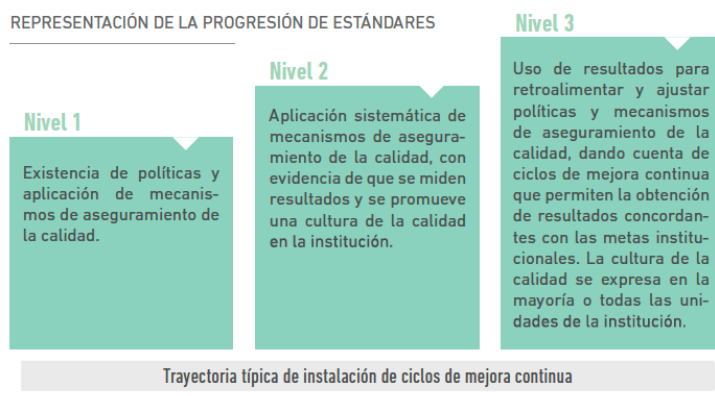 REPRESENTACIÓN DE LA PROGRESIÓN DE ESTÁNDARES
Nivel 1
Existencia de políticas y
aplicación de mecanis-
mos de aseguramiento de
la calidad.
Nivel 2
Aplicación sistemática de
mecanismos de asegura-
miento de la calidad, con
evidencia de que se miden
resultados y se promueve
una cultura de la calidad
en la institución.
Nivel 3
Uso de resultados para
retroalimentar y ajustar
políticas y mecanismos
de aseguramiento de la
calidad, dando cuenta de
ciclos de mejora continua
que permiten la obtención
de resultados concordan-
tes con las metas institu-
cionales. La cultura de la
calidad se expresa en la
mayoría o todas las uni-
dades de la institución.
Trayectoria típica de instalación de ciclos de mejora continua